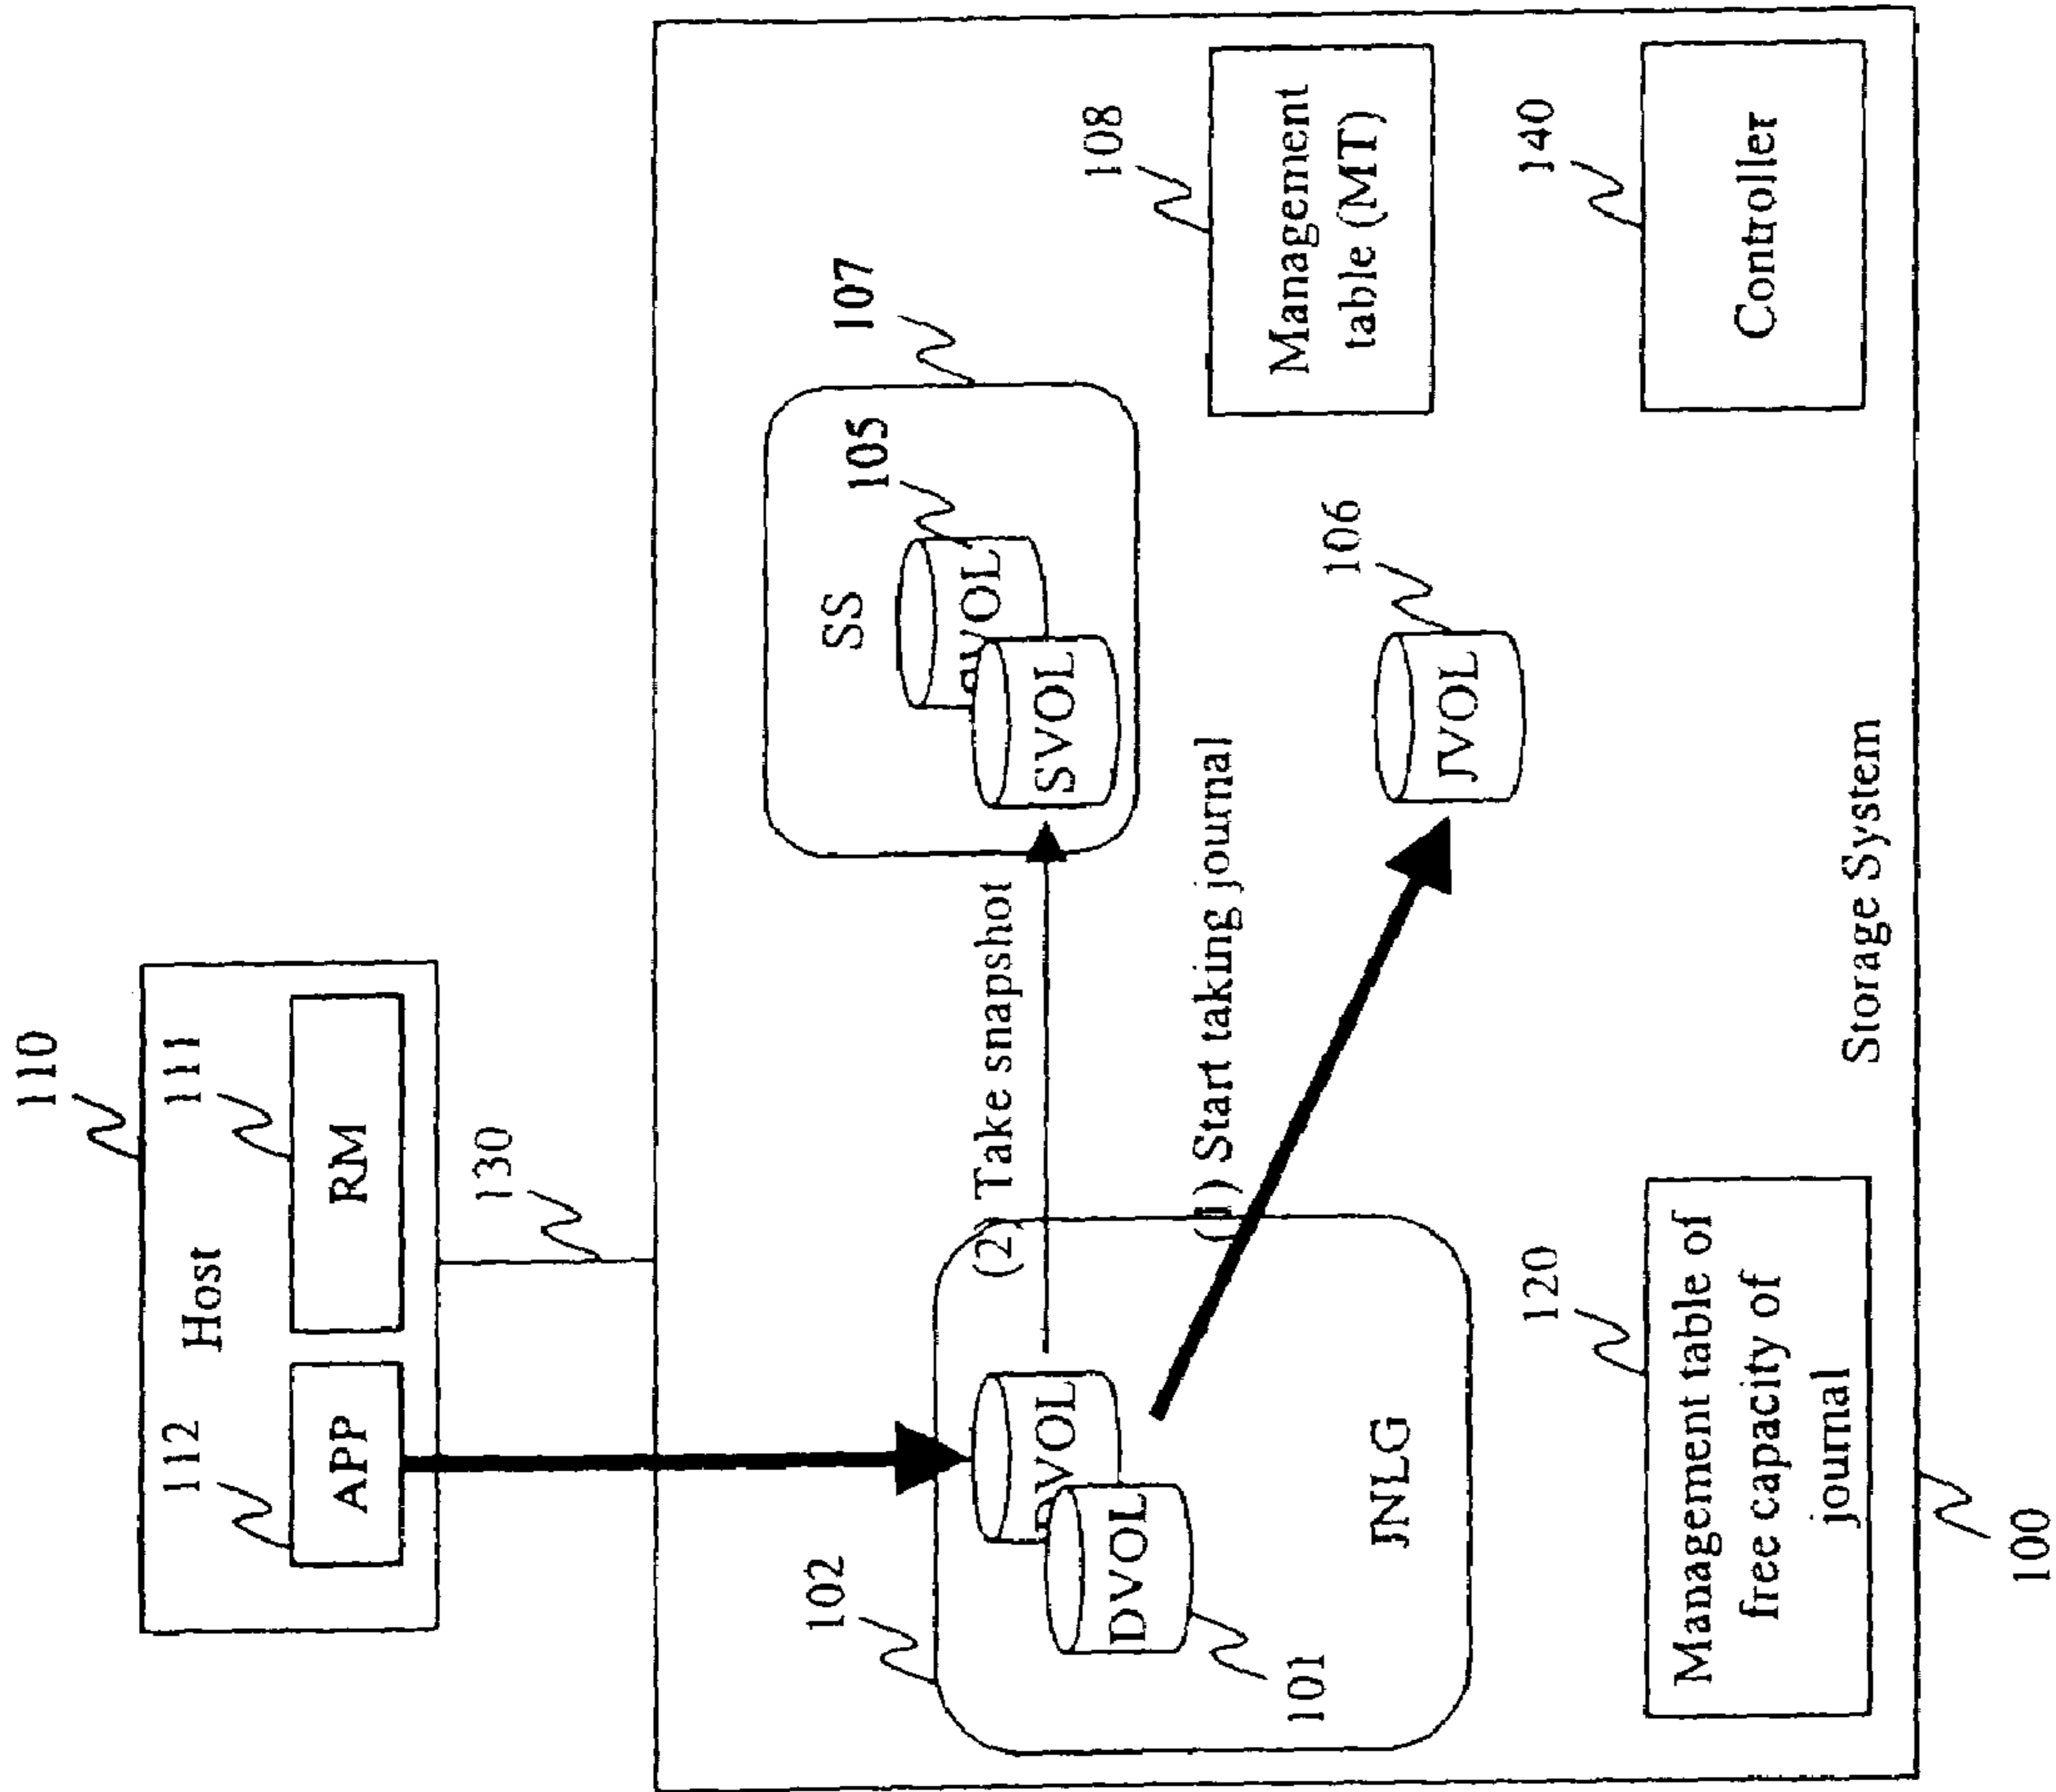 110
Host
112
APP
111
RM
130
102
DVOL
DVOL
101
JNLG
(2) Take snapshot
(1) Start taking journal
107
SS
105
SVOL
SVOL
106
JVOL
108
Management
table (MT)
120
Management table of
free capacity of
journal
140
Controller
Storage System
100